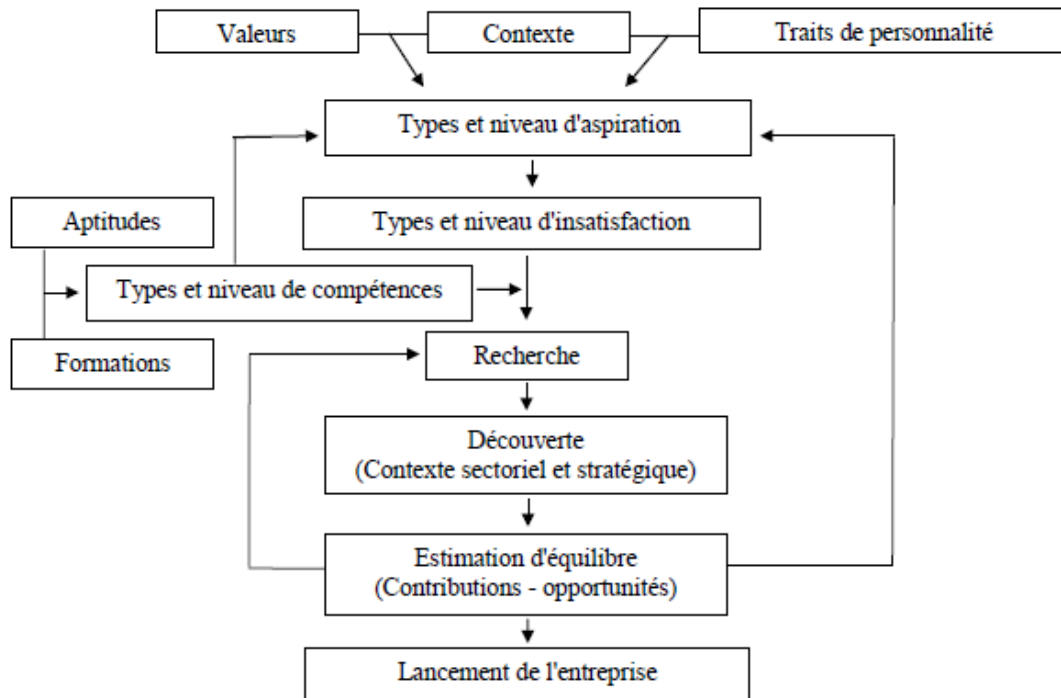 Valeurs
Contexte
Traits de personnalité
Types et niveau d'aspiration
Types et niveau d'insatisfaction
Aptitudes
Types et niveau de compétences
Formations
Recherche
Découverte
(Contexte sectoriel et stratégique)
Estimation d'équilibre
(Contributions - opportunités)
Lancement de l'entreprise